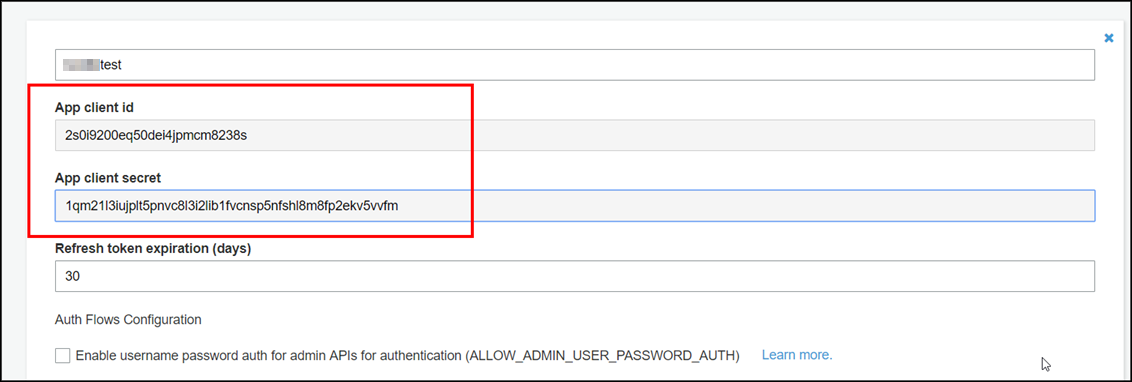 test
App client id
2s0i9200eq50dei4jpmcm8238s
App client secret
1qm21l3iujplt5pnvc8l3i2lib1fvcnsp5nfshl8m8fp2ekv5vvfm
Refresh token expiration (days)
30
Auth Flows Configuration
Enable username password auth for admin APIs for authentication (ALLOW_ADMIN_USER_PASSWORD_AUTH) Learn more.